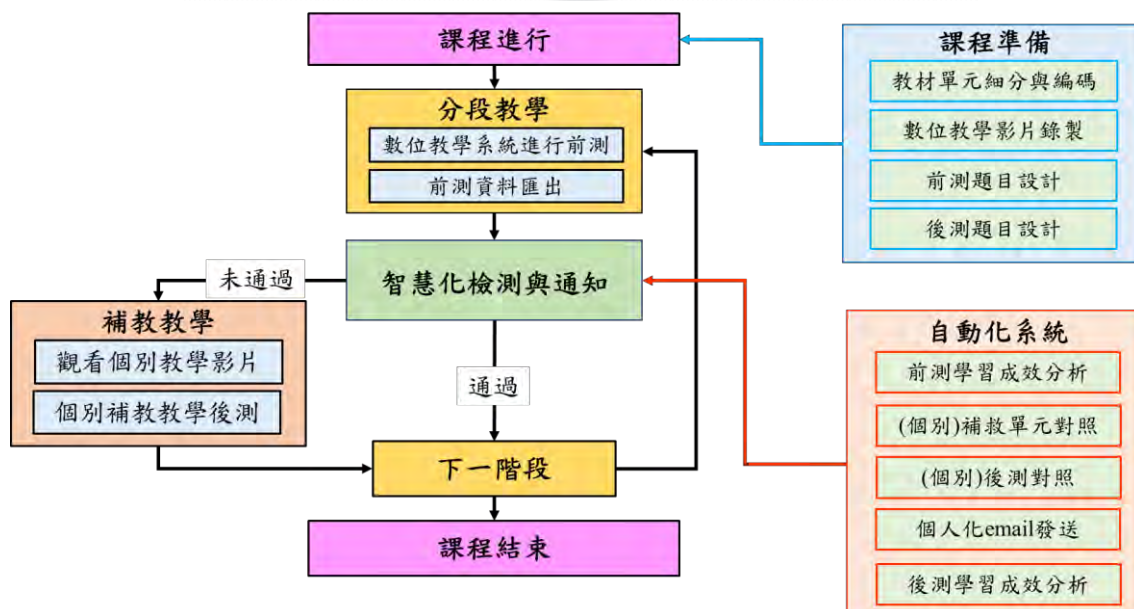 課程進行
分段教學
數位教學系統進行前測
前測資料匯出
智慧化檢測與通知
未通過
補教教學
觀看個別教學影片
個別補教教學後測
通過
下一階段
課程結束
課程準備
教材單元細分與編碼
數位教學影片錄製
前測題目設計
後測題目設計
自動化系統
前測學習成效分析
(個別)補救單元對照
(個別)後測對照
個人化email發送
後測學習成效分析